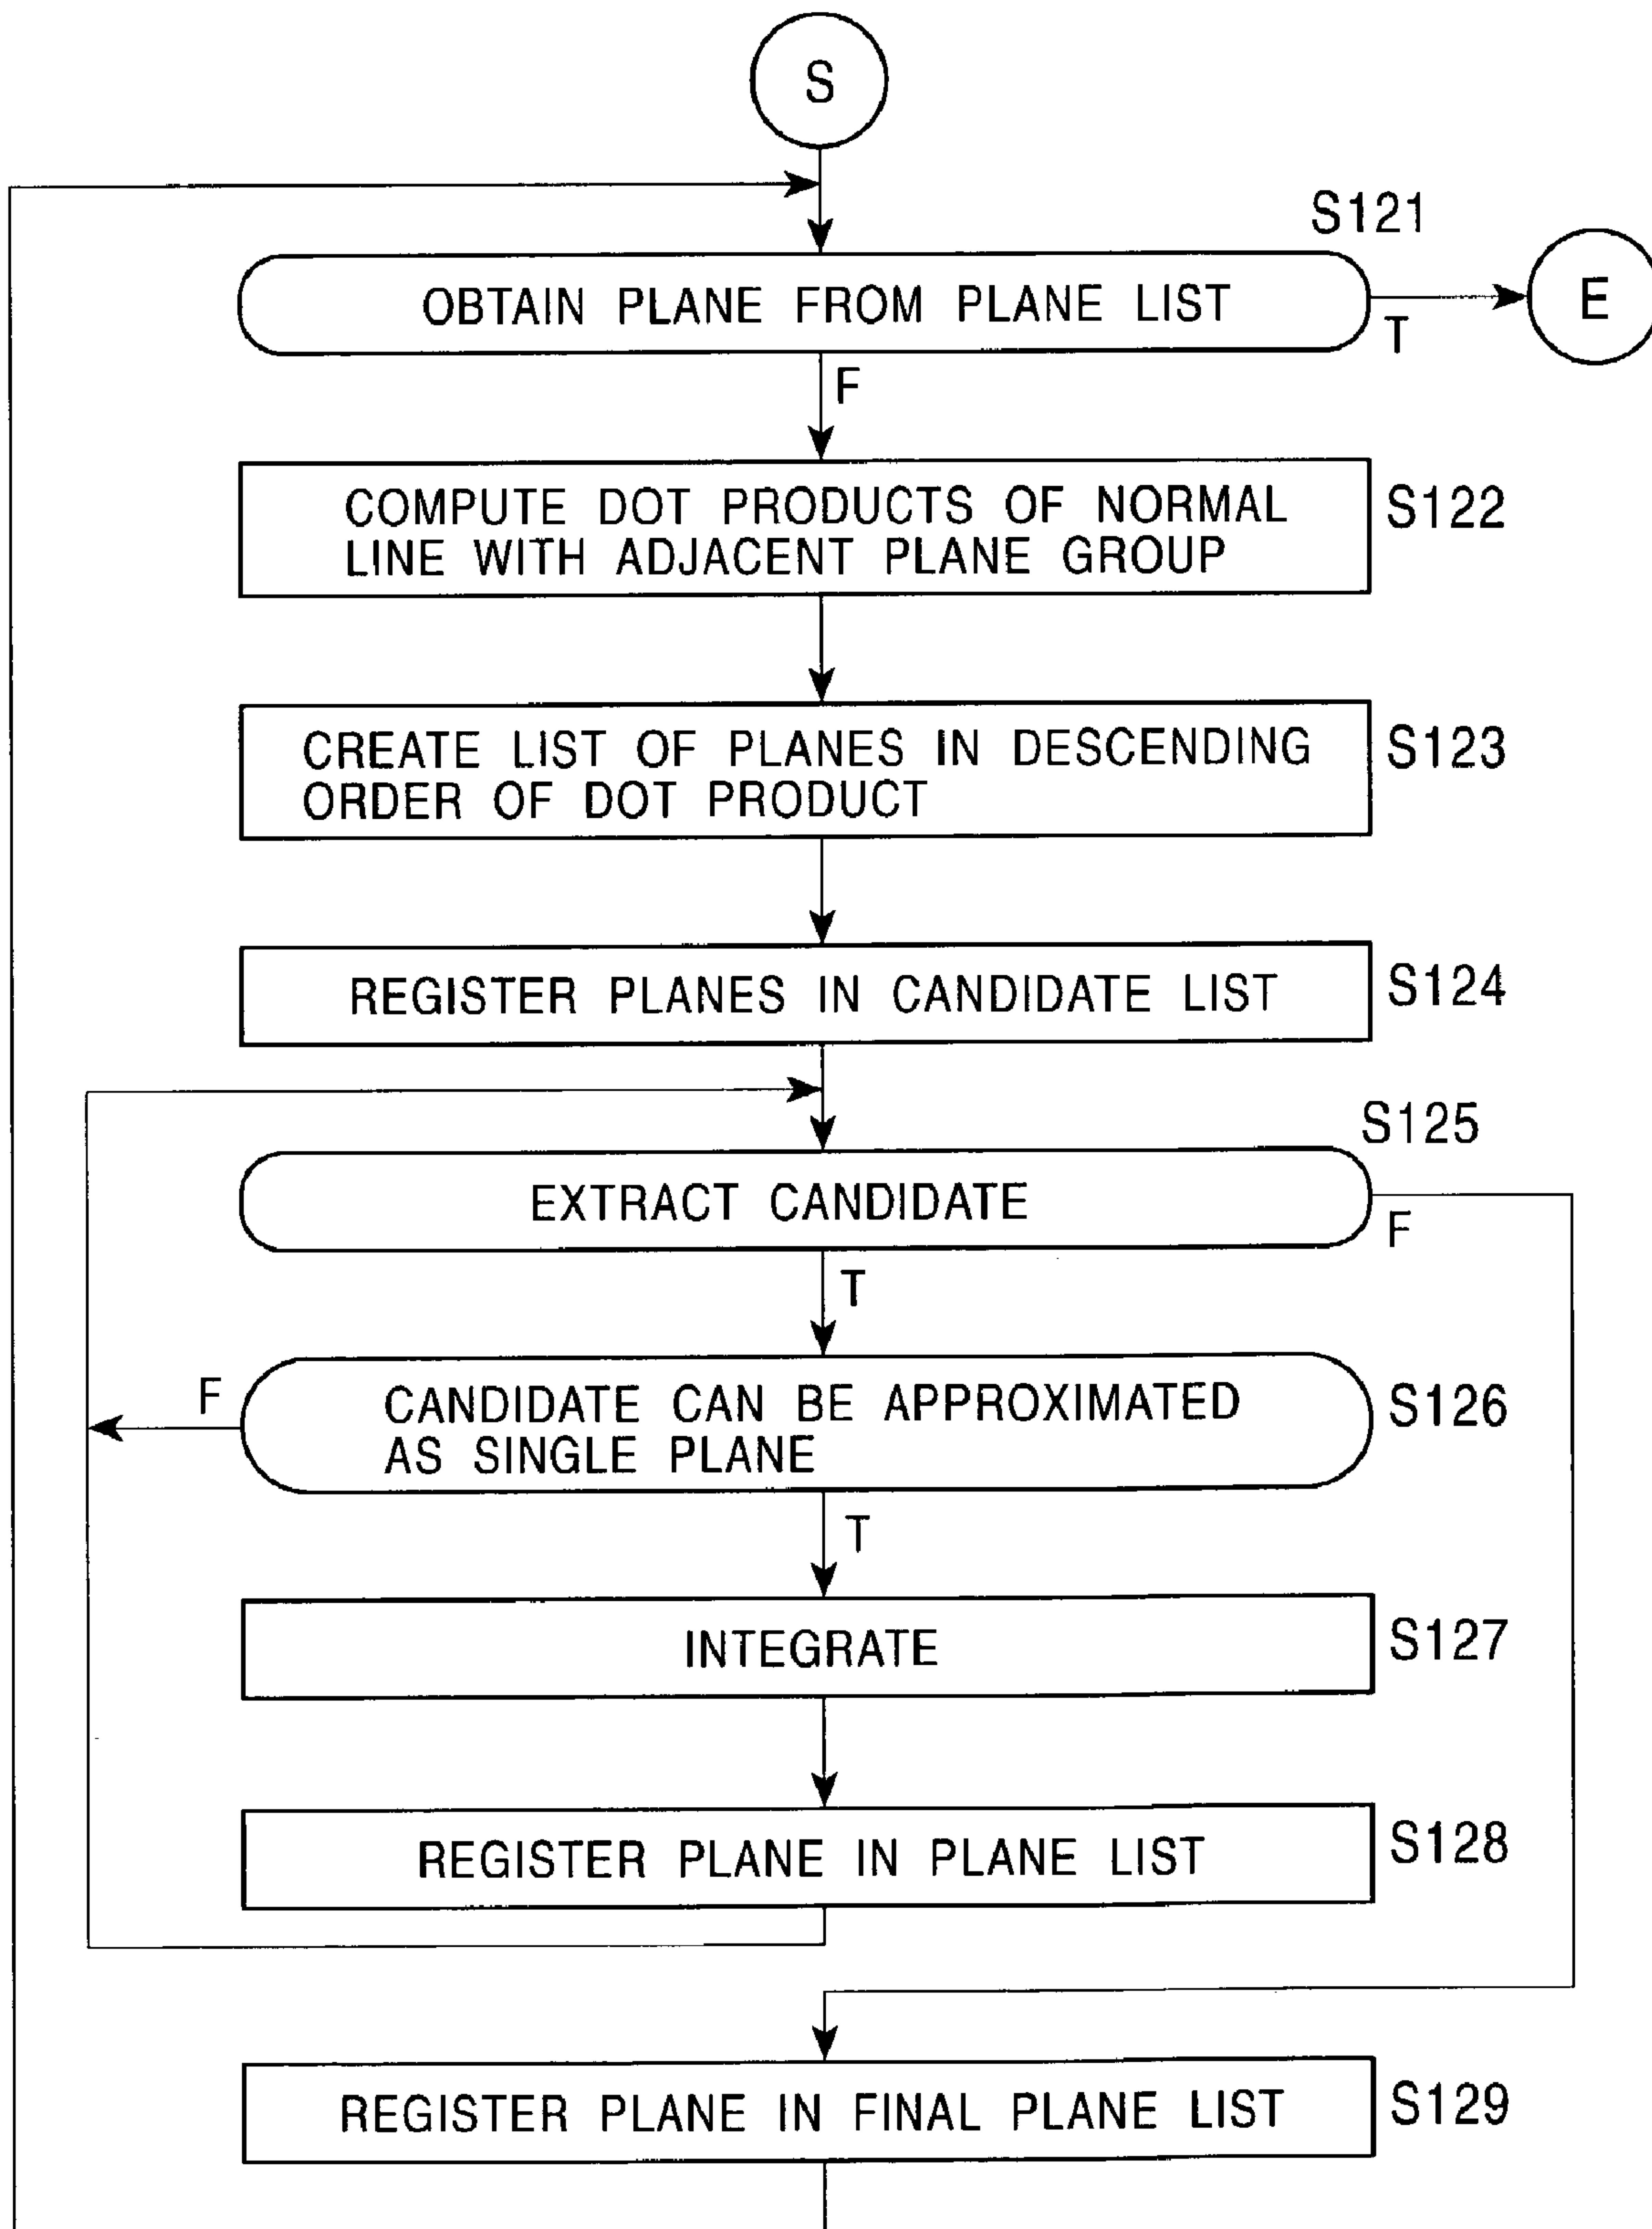 S
S121
OBTAIN PLANE FROM PLANE LIST
E
T
F
COMPUTE DOT PRODUCTS OF NORMAL
LINE WITH ADJACENT PLANE GROUP
S122
CREATE LIST OF PLANES IN DESCENDING
ORDER OF DOT PRODUCT
S123
REGISTER PLANES IN CANDIDATE LIST
S124
S125
EXTRACT CANDIDATE
F
T
F
CANDIDATE CAN BE APPROXIMATED
AS SINGLE PLANE
S126
T
INTEGRATE
S127
REGISTER PLANE IN PLANE LIST
S128
REGISTER PLANE IN FINAL PLANE LIST
S129